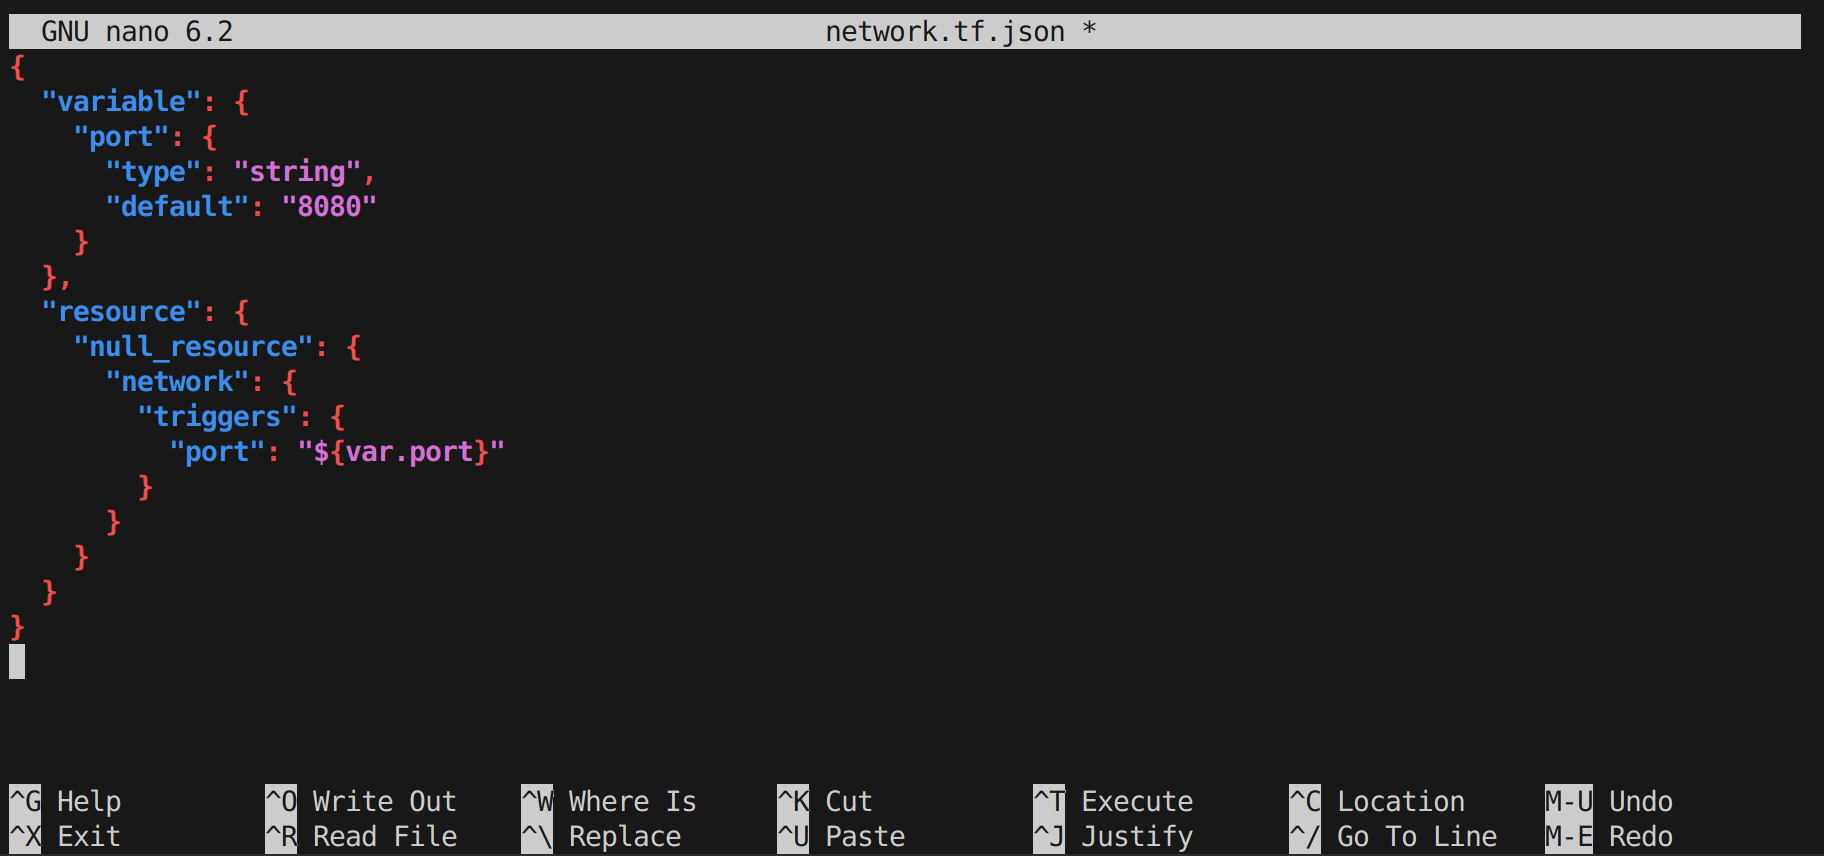 GNU nano 6.2 network.tf.json *
{
  "variable": {
    "port": {
      "type": "string",
      "default": "8080"
    }
  },
  "resource": {
    "null_resource": {
      "network": {
        "triggers": {
          "port": "${var.port}"
        }
      }
    }
  }
}
^G Help ^O Write Out ^W Where Is ^K Cut ^T Execute ^C Location M-U Undo
^X Exit ^R Read File ^\ Replace ^U Paste ^J Justify ^/ Go To Line M-E Redo